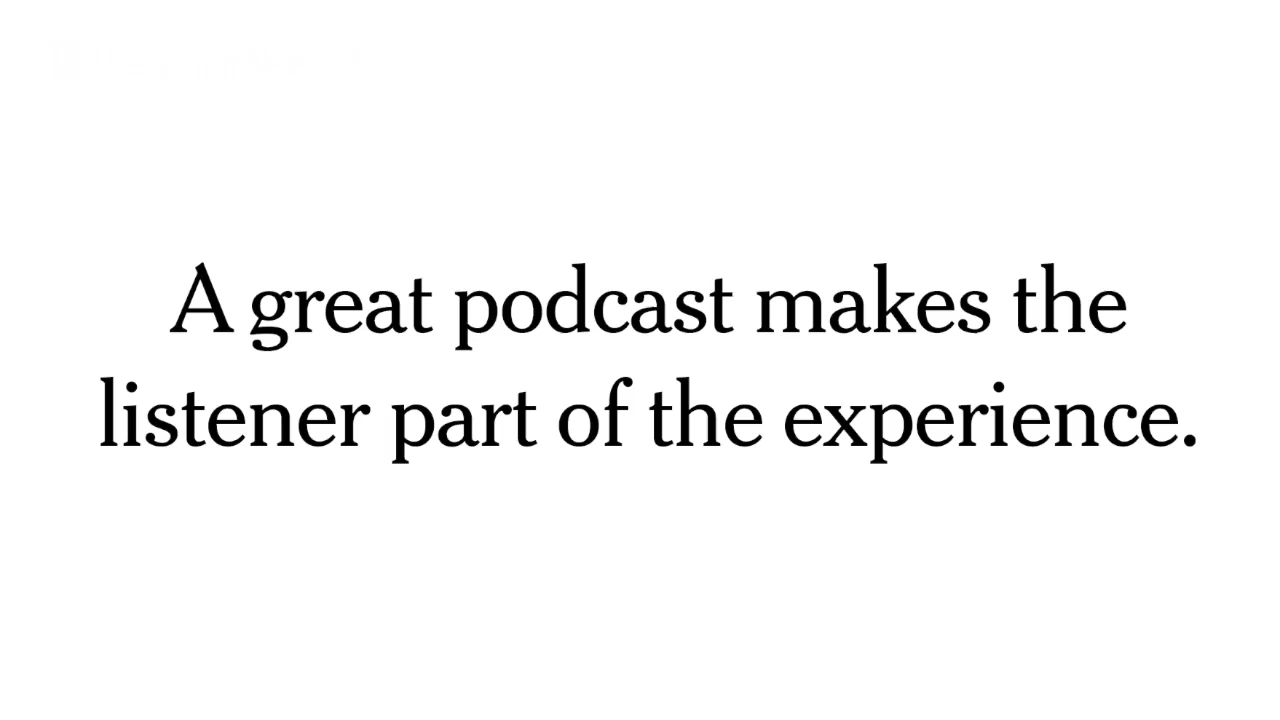 A great podcast makes the
listener part of the experience.